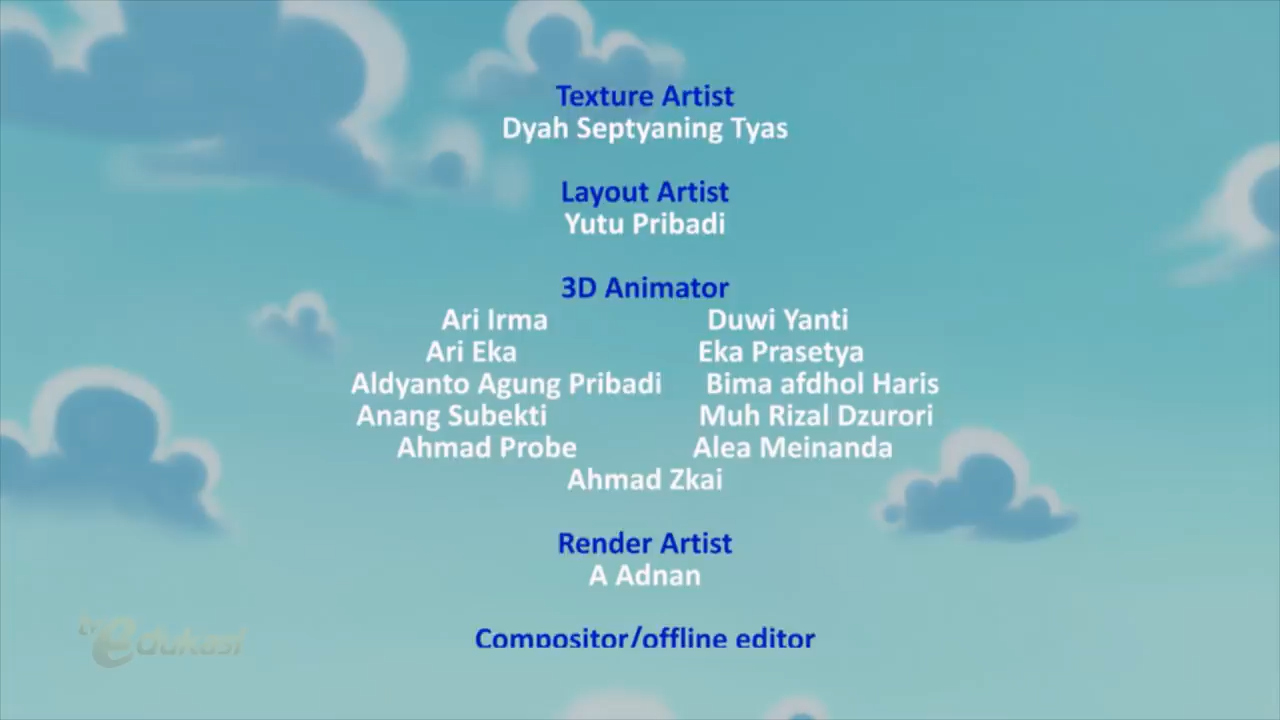 Texture Artist
Dyah Septyaning Tyas
Layout Artist
Yutu Pribadi
3D Animator
Ari Irma Duwi Yanti
Ari Eka Eka Prasetya
Aldyanto Agung Pribadi Bima afdhol Haris
Anang Subekti Muh Rizal Dzurori
Ahmad Probe Alea Meinanda
Ahmad Zkai
Render Artist
A Adnan
Compositor/offline editor
tv edukasi